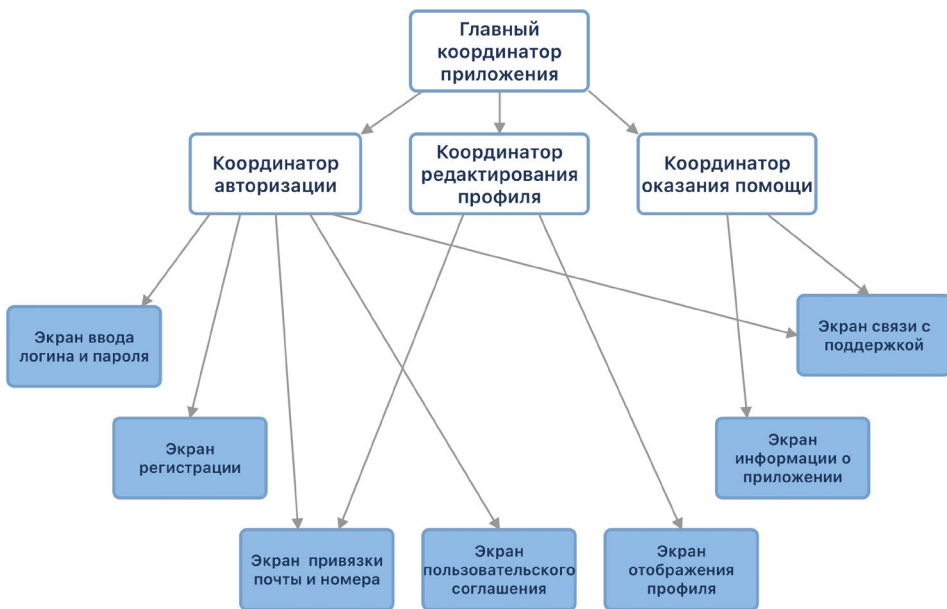 Главный
координатор
приложения
Координатор
авторизации
Координатор
редактирования
профиля
Координатор
оказания помощи
Экран ввода
логина и пароля
Экран связи с
поддержкой
Экран
регистрации
Экран
информации о
приложении
Экран привязки
почты и номера
Экран
пользовательского
соглашения
Экран
отображения
профиля